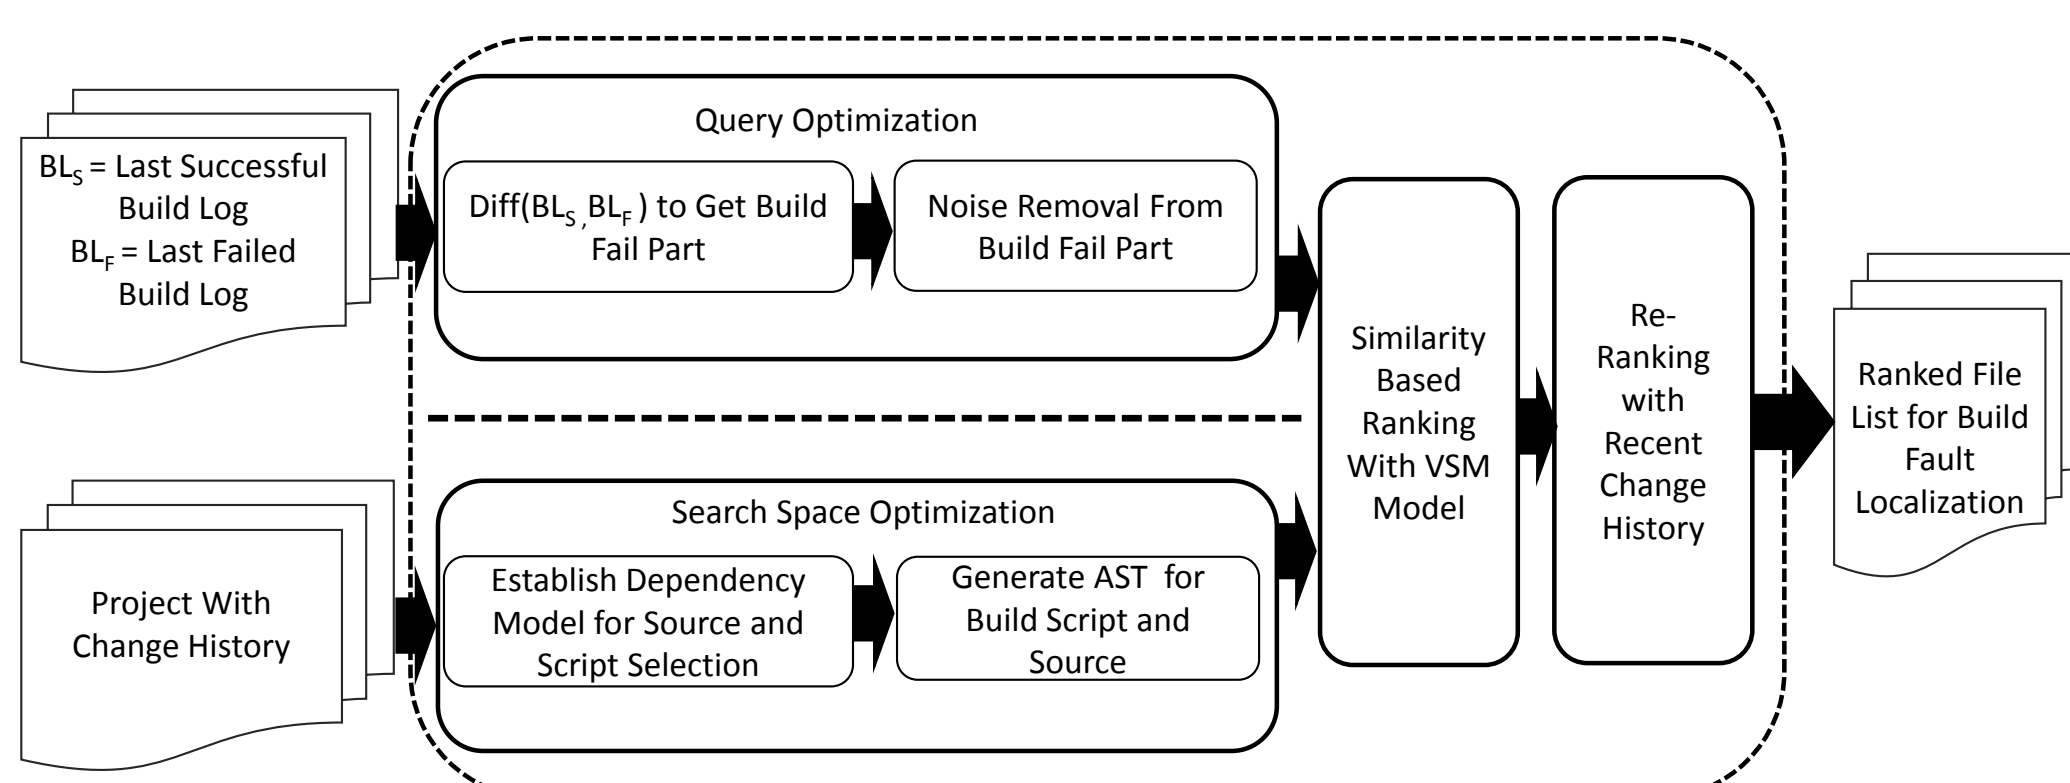 BLS = Last Successful
Build Log
BLF = Last Failed
Build Log
Query Optimization
Diff(BLS , BLF ) to Get Build
Fail Part
Noise Removal From
Build Fail Part
Project With
Change History
Search Space Optimization
Establish Dependency
Model for Source and
Script Selection
Generate AST for
Build Script and
Source
Similarity
Based
Ranking
With VSM
Model
Re-
Ranking
with
Recent
Change
History
Ranked File
List for Build
Fault
Localization